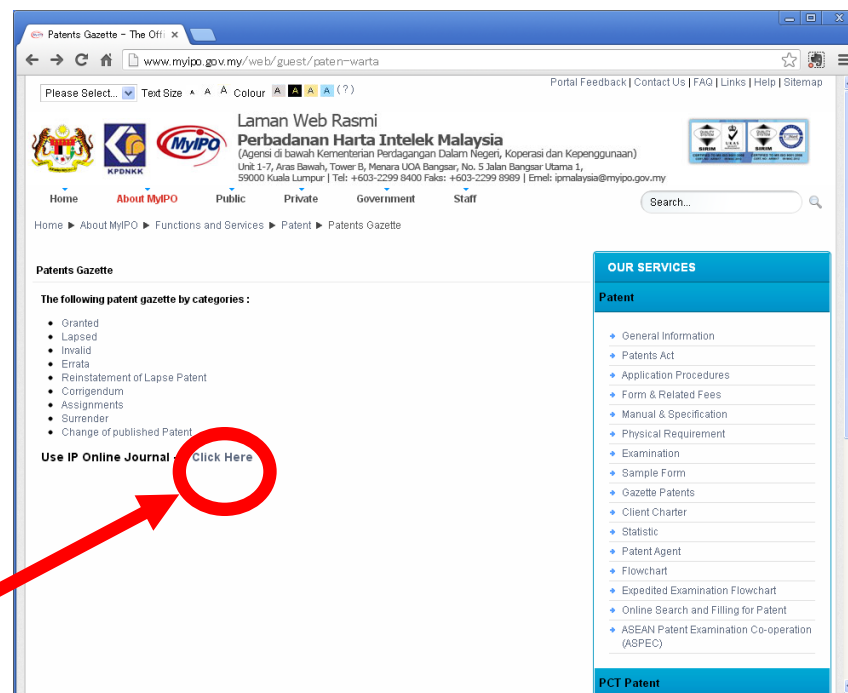 Patents Gazette - The Offi
www.myipo.gov.my/web/guest/paten-warta
Portal Feedback | Contact Us | FAQ | Links | Help | Sitemap
Please Select... Text Size A A A Colour A A A A (?)
Laman Web Rasmi
Perbadanan Harta Intelek Malaysia
(Agensi di bawah Kementerian Perdagangan Dalam Negeri, Koperasi dan Kepenggunaan)
Unit 1-7, Aras Bawah, Tower B, Menara UOA Bangsar, No. 5 Jalan Bangsar Utama 1,
59000 Kuala Lumpur | Tel: +603-2299 8400 Faks: +603-2299 8989 | Emel: ipmalaysia@myipo.gov.my
KPDNKK
MyIPO
SIRIM
UKAS
SIRIM
Home About MyIPO Public Private Government Staff
Search...
Home ▶ About MyIPO ▶ Functions and Services ▶ Patent ▶ Patents Gazette
Patents Gazette
The following patent gazette by categories :
Granted
Lapsed
Invalid
Errata
Reinstatement of Lapse Patent
Corrigendum
Assignments
Surrender
Change of published Patent
Use IP Online Journal - Click Here
OUR SERVICES
Patent
General Information
Patents Act
Application Procedures
Form & Related Fees
Manual & Specification
Physical Requirement
Examination
Sample Form
Gazette Patents
Client Charter
Statistic
Patent Agent
Flowchart
Expedited Examination Flowchart
Online Search and Filling for Patent
ASEAN Patent Examination Co-operation
(ASPEC)
PCT Patent